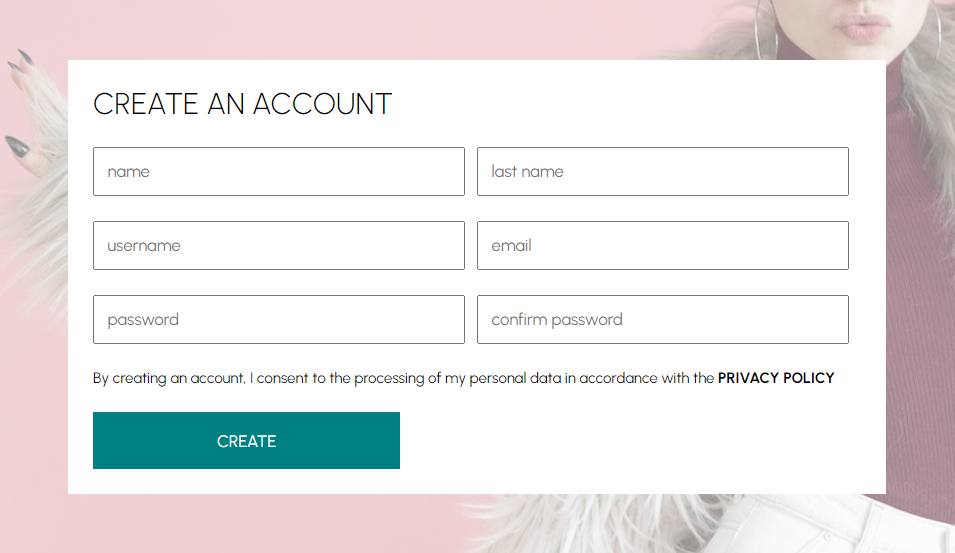 CREATE AN ACCOUNT
name
last name
username
email
password
confirm password
By creating an account, I consent to the processing of my personal data in accordance with the PRIVACY POLICY
CREATE